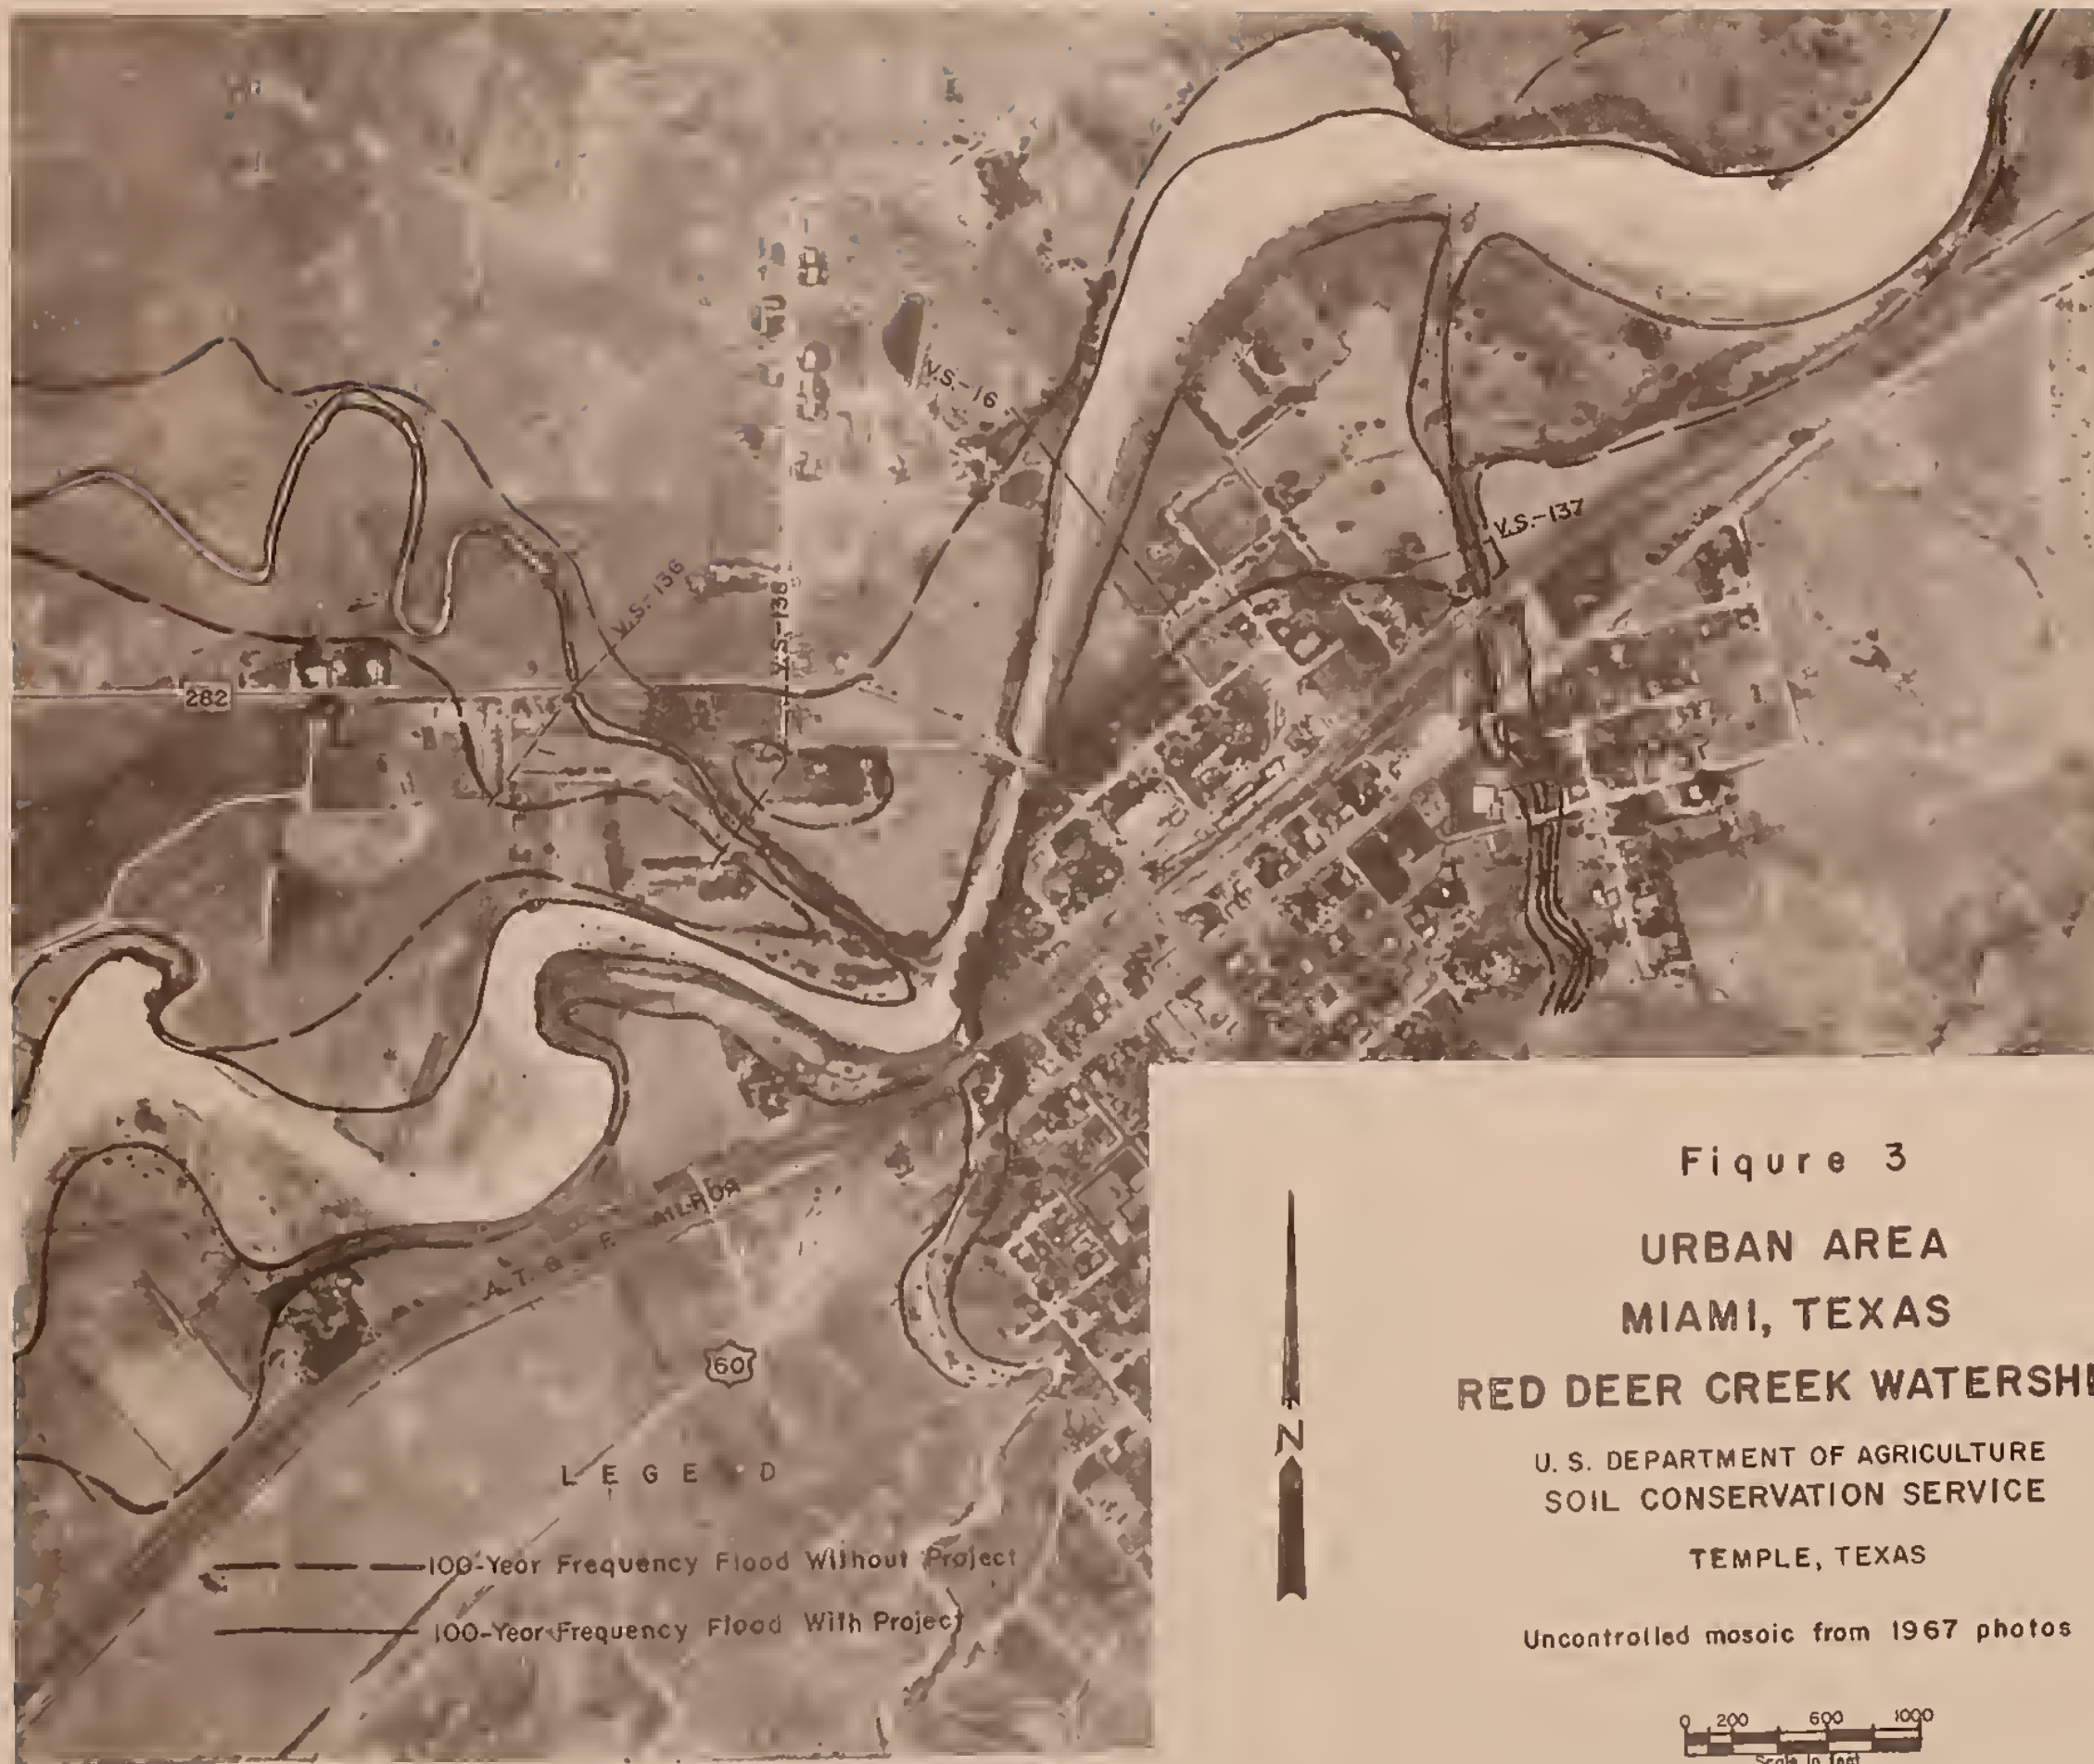 V.S.-16
V.S.-137
V.S.-136
V.S.-138
282
A. T. & F.
60
Figure 3
URBAN AREA
MIAMI, TEXAS
RED DEER CREEK
U. S. DEPARTMENT OF AGRICULTURE
SOIL CONSERVATION SERVICE
TEMPLE, TEXAS
Uncontrolled mosaic from 1967 photos
N
L E G E D
100-Year Frequency Flood Without Project
100-Year Frequency Flood With Project
0 200 600 1000
Scale In feet